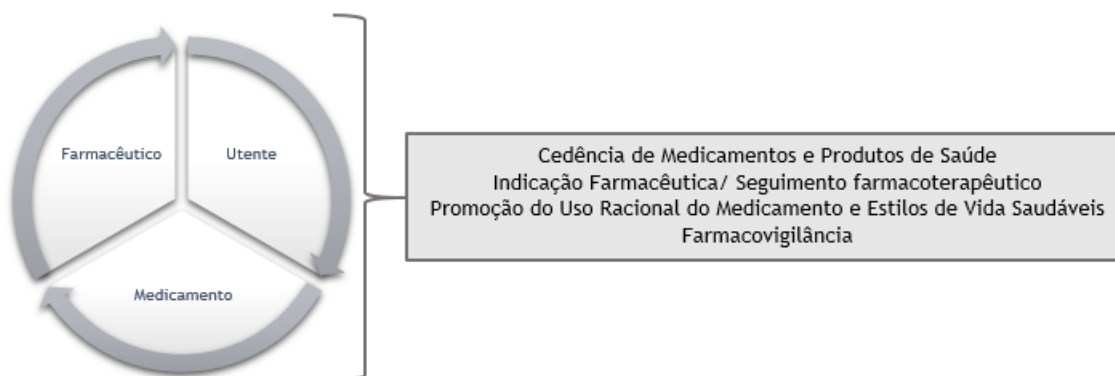 Farmacêutico
Utente
Medicamento
Cedência de Medicamentos e Produtos de Saúde
Indicação Farmacêutica/ Seguimento farmacoterapêutico
Promoção do Uso Racional do Medicamento e Estilos de Vida Saudáveis
Farmacovigilância